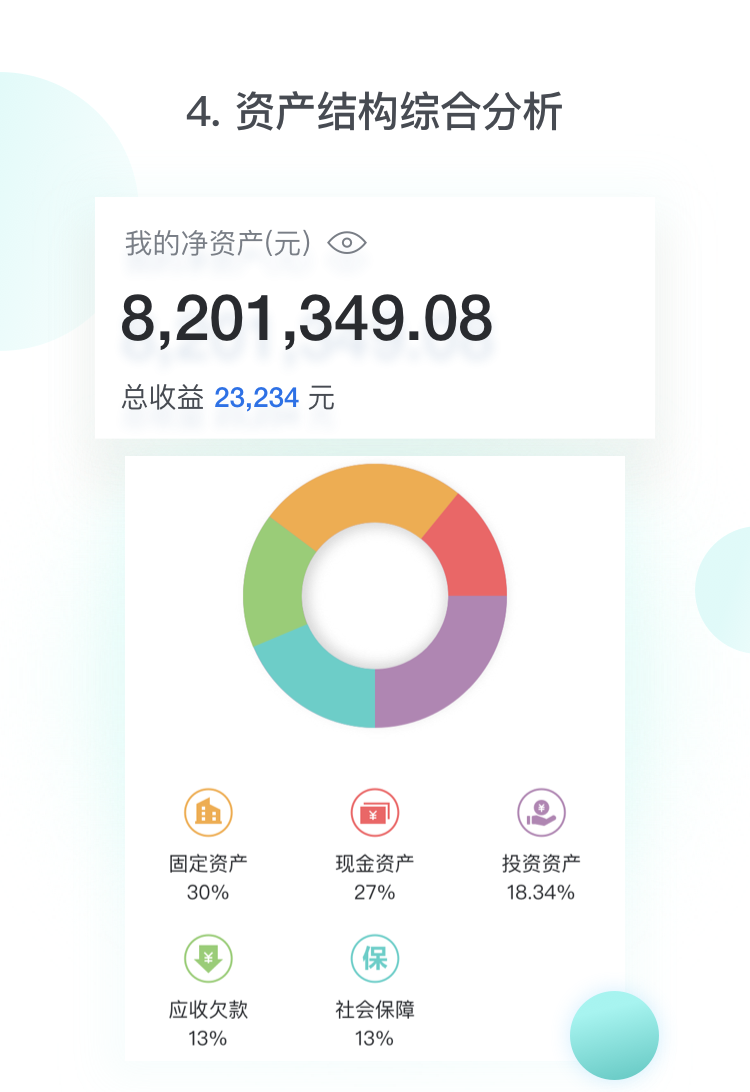 4. 资产结构综合分析
我的净资产(元)
8,201,349.08
总收益 23,234 元
¥
¥
保
固定资产 现金资产 投资资产
30% 27% 18.34%
¥
应收欠款 社会保障
13% 13%